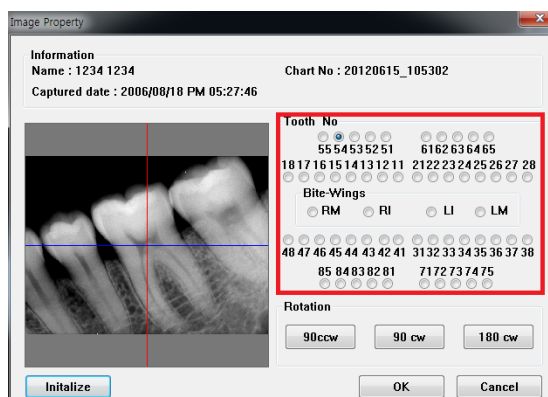 Image Property
Information
Name : 1234 1234
Chart No : 20120615_105302
Captured date : 2006/08/18 PM 05:27:46
Tooth No
55 54 53 52 51 61 62 63 64 65
18 17 16 15 14 13 12 11 21 22 23 24 25 26 27 28
Bite-Wings
RM RI LI LM
48 47 46 45 44 43 42 41 31 32 33 34 35 36 37 38
85 84 83 82 81 71 72 73 74 75
Rotation
90ccw 90 cw 180 cw
Initalize OK Cancel